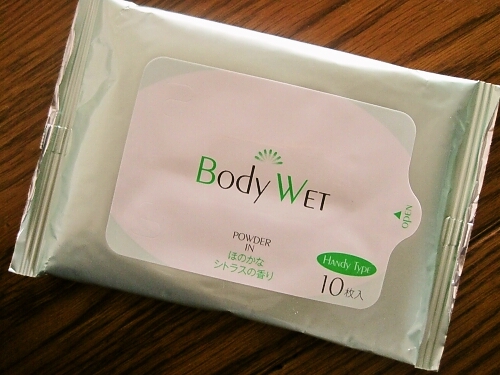 Body Wet
POWDER
IN
ほのかな
シトラスの香り
Handy Type
10枚入
OPEN